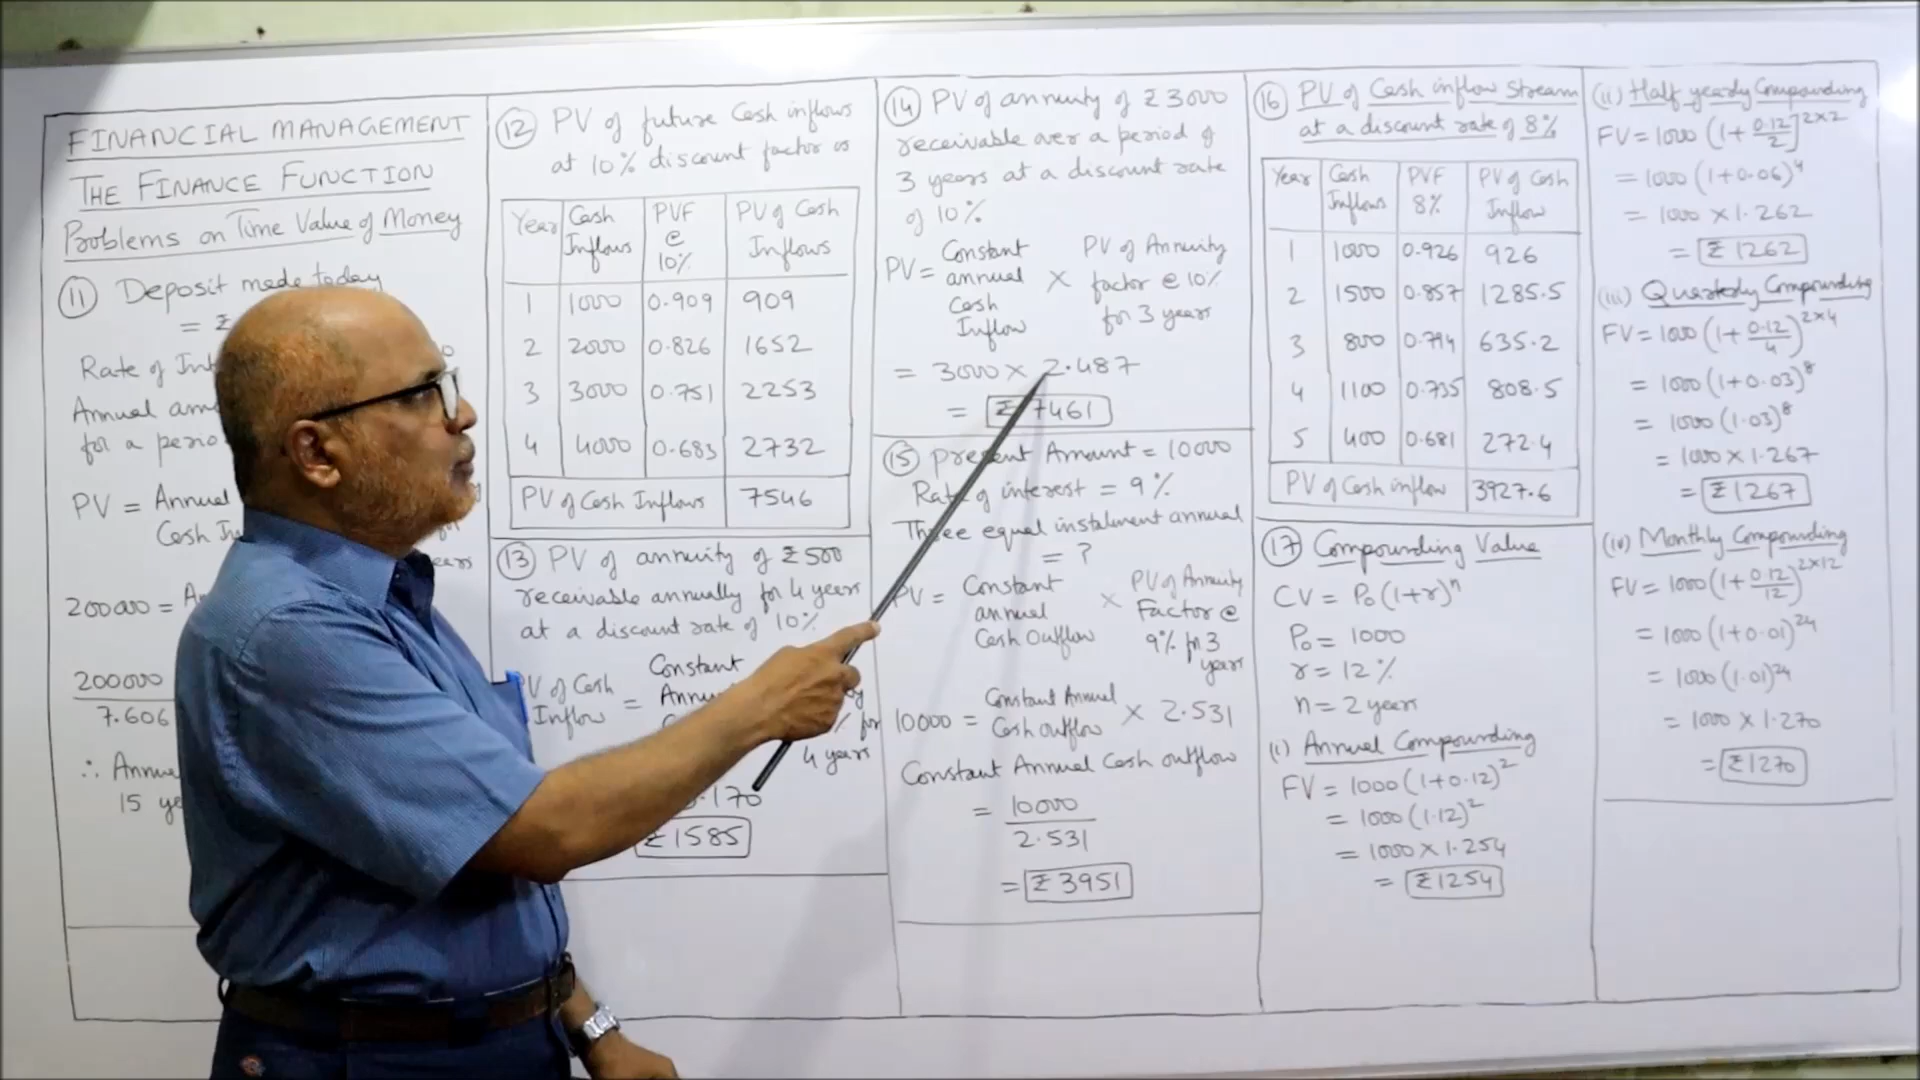 FINANCIAL MANAGEMENT
THE FINANCE FUNCTION
Problems on Time Value of Money
(11) Deposit made today
= ₹
Rate of Int
Annual am
for a perio
PV = Annual
Cash In
ears
200000 =
200000
7.606
∴ Annu
15 ye
(12) PV of future Cash inflows
at 10% discount factor is
Year Cash Inflows PVF @ 10% PV of Cash Inflows
1 1000 0.909 909
2 2000 0.826 1652
3 3000 0.751 2253
4 4000 0.683 2732
PV of Cash Inflows 7546
(13) PV of annuity of ₹500
receivable annually for 4 years
at a discount rate of 10%
V of Cash
Inflow
= Constant
Annu
% for
4 years
.170
₹1585
(14) PV of annuity of ₹3000
receivable over a period of
3 years at a discount rate
of 10%
PV = Constant annual Cash Inflow × PV of Annuity factor @ 10% for 3 years
= 3000 × 2.487
= ₹7461
(15) Present Amount = 10000
Rate of interest = 9%
Three equal instalment annual
= ?
PV = Constant annual Cash Outflow × PV of Annuity Factor @ 9% for 3 years
10000 = Constant Annual Cash outflow × 2.531
Constant Annual Cash outflow
= 10000
2.531
= ₹3951
(16) PV of Cash inflow Stream
at a discount rate of 8%
Year Cash Inflows PVF 8% PV of Cash Inflow
1 1000 0.926 926
2 1500 0.857 1285.5
3 800 0.794 635.2
4 1100 0.735 808.5
5 400 0.681 272.4
PV of Cash inflow 3927.6
(17) Compounding Value
CV = P₀(1+r)ⁿ
P₀ = 1000
r = 12%
n = 2 years
(i) Annual Compounding
FV = 1000(1+0.12)²
= 1000(1.12)²
= 1000 × 1.254
= ₹1254
(ii) Half yearly Compounding
FV = 1000(1+0.12/2]^2×2
= 1000(1+0.06)⁴
= 1000 × 1.262
= ₹1262
(iii) Quarterly Compounding
FV = 1000(1+0.12/4)^2×4
= 1000(1+0.03)⁸
= 1000(1.03)⁸
= 1000 × 1.267
= ₹1267
(iv) Monthly Compounding
FV = 1000(1+0.12/12)^2×12
= 1000(1+0.01)²⁴
= 1000(1.01)²⁴
= 1000 × 1.270
= ₹1270